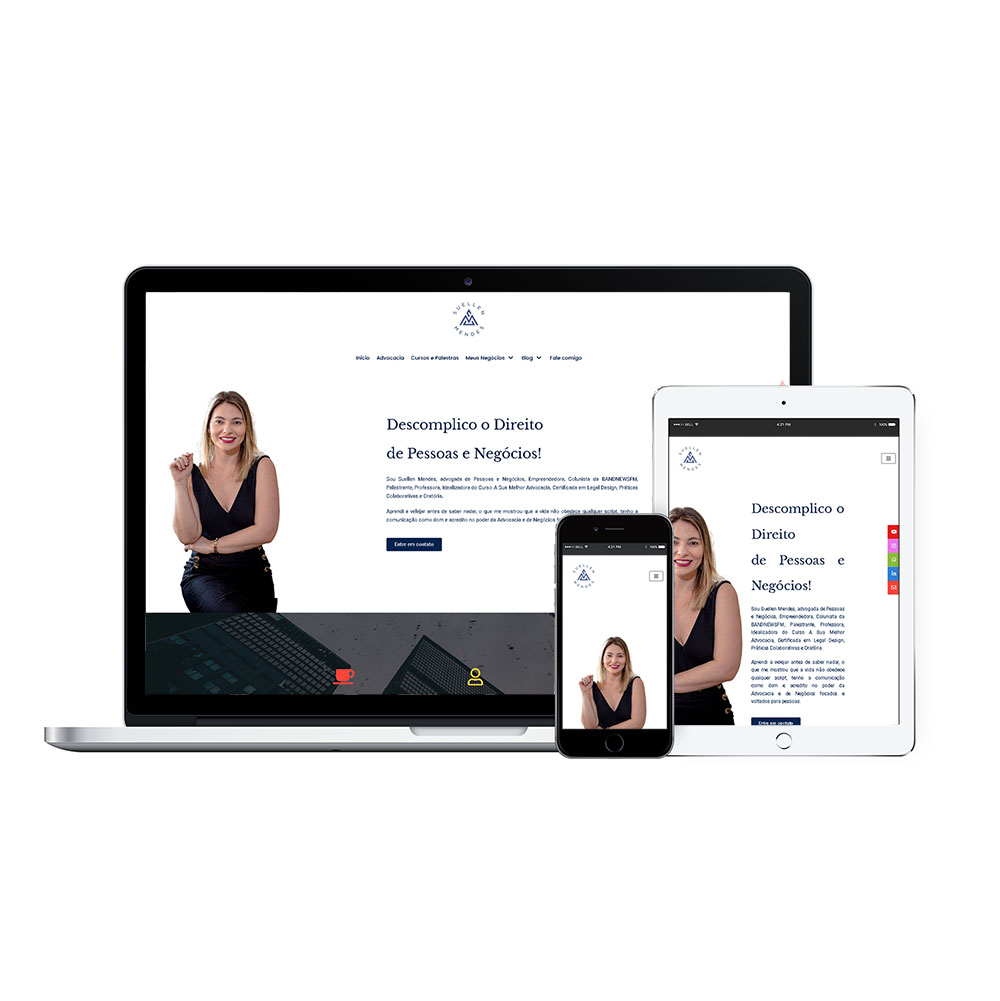 SUELLEN
MENDES
Início Advocacia Cursos e Palestras Meus Negócios Blog Fale comigo
Descomplico o Direito
de Pessoas e Negócios!
Sou Suellen Mendes, advogada de Pessoas e Negócios, Empreendedora, Colunista da BANDNEWSFM,
Palestrante, Professora, Idealizadora do Curso A Sua Melhor Advocacia, Certificada em Legal Design, Práticas
Colaborativas e Oratória.
Aprendi a velejar antes de saber nadar, o que me mostrou que a vida não obedece qualquer script, tenho a
comunicação como dom e acredito no poder da Advocacia e de Negócios
Entre em contato
BELL 4:21 PM 100%
SUELLEN
MENDES
BELL 4:21 PM 100%
SUELLEN
MENDES
Descomplico o
Direito
de Pessoas e
Negócios!
Sou Suellen Mendes, advogada de Pessoas
e Negócios, Empreendedora, Colunista da
BANDNEWSFM, Palestrante, Professora,
Idealizadora do Curso A Sua Melhor
Advocacia, Certificada em Legal Design,
Práticas Colaborativas e Oratória.
Aprendi a velejar antes de saber nadar, o
que me mostrou que a vida não obedece
qualquer script, tenho a comunicação
como dom e acredito no poder da
Advocacia e de Negócios focados e
voltados para pessoas.
Entre em contato